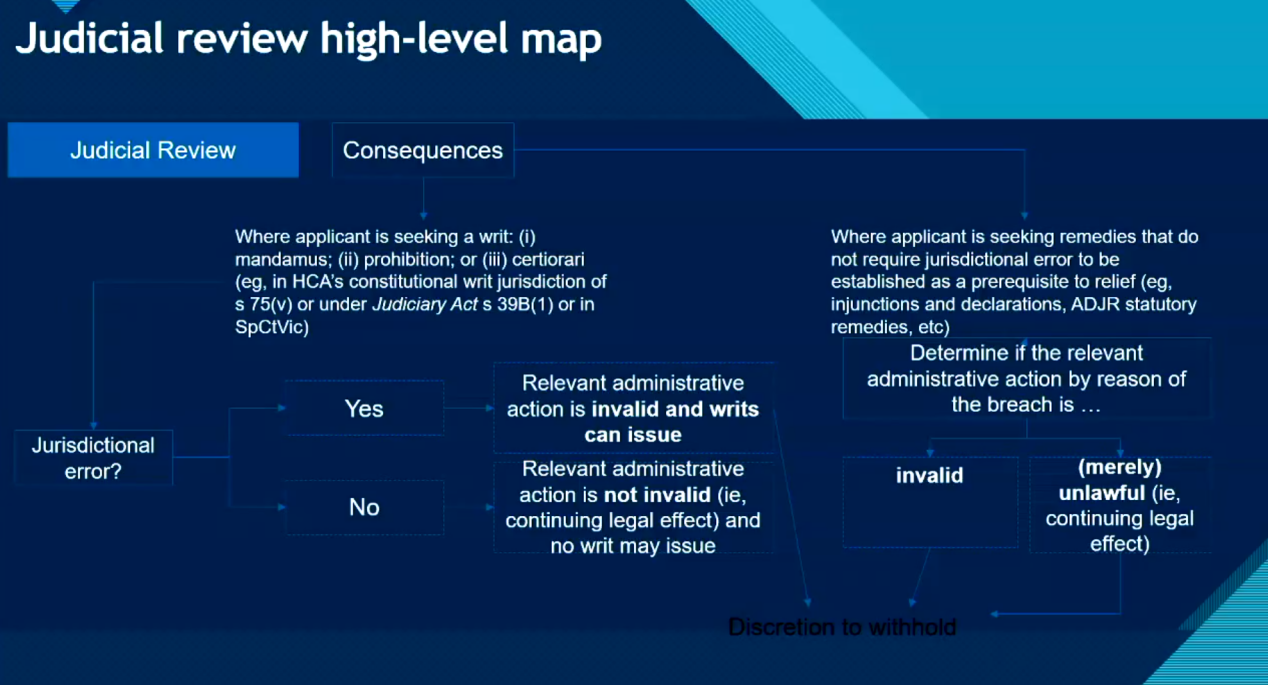 Judicial review high-level map
Judicial Review
Consequences
Where applicant is seeking a writ: (i)
mandamus; (ii) prohibition; or (iii) certiorari
(eg, in HCA's constitutional writ jurisdiction of
s 75(v) or under Judiciary Act s 39B(1) or in
SpCtVic)
Where applicant is seeking remedies that do
not require jurisdictional error to be
established as a prerequisite to relief (eg,
injunctions and declarations, ADJR statutory
remedies, etc)
Determine if the relevant
administrative action by reason of
the breach is …
Jurisdictional
error?
Yes
Relevant administrative
action is invalid and writs
can issue
No
Relevant administrative
action is not invalid (ie,
continuing legal effect) and
no writ may issue
invalid
(merely)
unlawful (ie,
continuing legal
effect)
Discretion to withhold